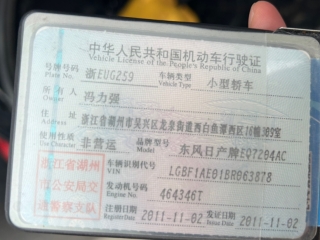 中华人民共和国机动车行驶证
Vehicle License of the People's Republic of China
号牌号码 浙EUG2S9 车辆类型 小型轿车
Plate No. Vehicle Type
所有人 冯力强
Owner
住址 浙江省湖州市吴兴区龙泉街道西白鱼潭西区16幢303室
Address
使用性质 非营运 品牌型号 东风日产牌EQ7204AC
Use Character Model
浙江省湖州市公安局交通警察支队
车辆识别代号 LGBF1AE01BR063878
VIN
发动机号码 464346T
Engine No.
注册日期 2011-11-02 发证日期 2011-11-02
Register Date Issue Date